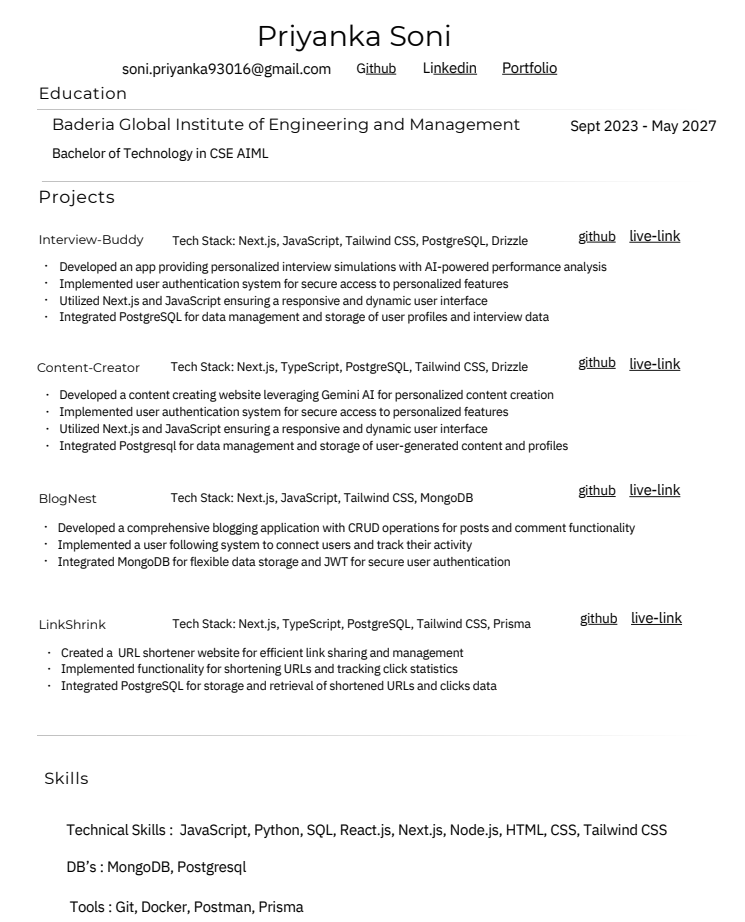 Priyanka Soni
soni.priyanka93016@gmail.com Github Linkedin Portfolio
Education
Baderia Global Institute of Engineering and Management Sept 2023 - May 2027
Bachelor of Technology in CSE AIML
Projects
Interview-Buddy Tech Stack: Next.js, JavaScript, Tailwind CSS, PostgreSQL, Drizzle github live-link
· Developed an app providing personalized interview simulations with AI-powered performance analysis
· Implemented user authentication system for secure access to personalized features
· Utilized Next.js and JavaScript ensuring a responsive and dynamic user interface
· Integrated PostgreSQL for data management and storage of user profiles and interview data
Content-Creator Tech Stack: Next.js, TypeScript, PostgreSQL, Tailwind CSS, Drizzle github live-link
· Developed a content creating website leveraging Gemini AI for personalized content creation
· Implemented user authentication system for secure access to personalized features
· Utilized Next.js and JavaScript ensuring a responsive and dynamic user interface
· Integrated Postgresql for data management and storage of user-generated content and profiles
BlogNest Tech Stack: Next.js, JavaScript, Tailwind CSS, MongoDB github live-link
· Developed a comprehensive blogging application with CRUD operations for posts and comment functionality
· Implemented a user following system to connect users and track their activity
· Integrated MongoDB for flexible data storage and JWT for secure user authentication
LinkShrink Tech Stack: Next.js, TypeScript, PostgreSQL, Tailwind CSS, Prisma github live-link
· Created a URL shortener website for efficient link sharing and management
· Implemented functionality for shortening URLs and tracking click statistics
· Integrated PostgreSQL for storage and retrieval of shortened URLs and clicks data
Skills
Technical Skills : JavaScript, Python, SQL, React.js, Next.js, Node.js, HTML, CSS, Tailwind CSS
DB’s : MongoDB, Postgresql
Tools : Git, Docker, Postman, Prisma